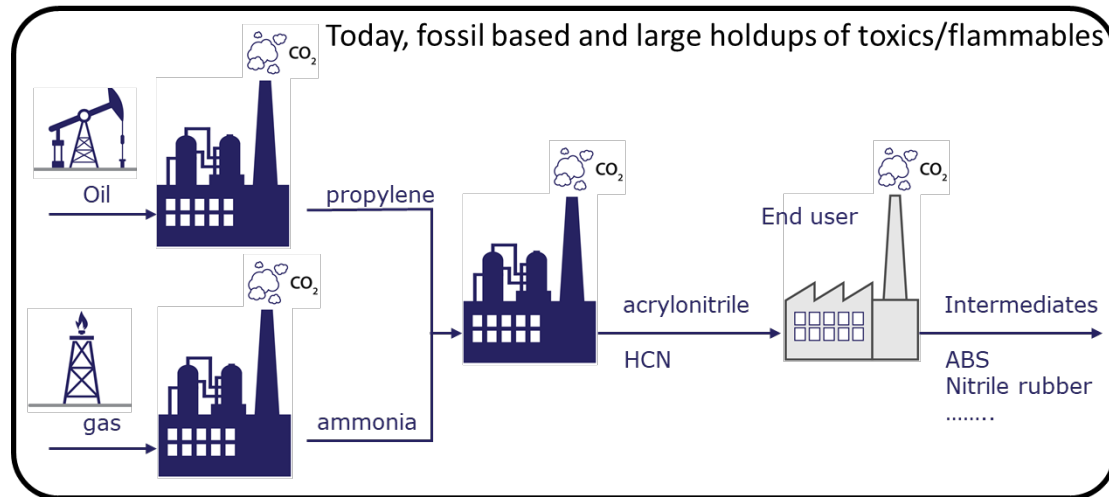 Today, fossil based and large holdups of toxics/flammables
CO₂
Oil
propylene
CO₂
End user
CO₂
CO₂
acrylonitrile
Intermediates
HCN
ABS
Nitrile rubber
……..
gas
ammonia